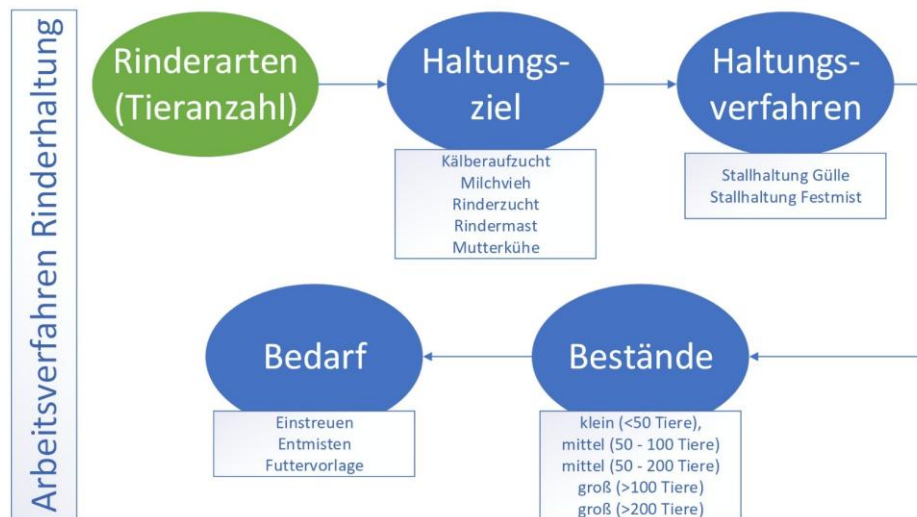 Arbeitsverfahren Rinderhaltung
Rinderarten
(Tieranzahl)
Haltungs-
ziel
Kälberaufzucht
Milchvieh
Rinderzucht
Rindermast
Mutterkühe
Haltungs-
verfahren
Stallhaltung Gülle
Stallhaltung Festmist
Bestände
klein (<50 Tiere),
mittel (50 - 100 Tiere)
mittel (50 - 200 Tiere)
groß (>100 Tiere)
groß (>200 Tiere)
Bedarf
Einstreuen
Entmisten
Futtervorlage